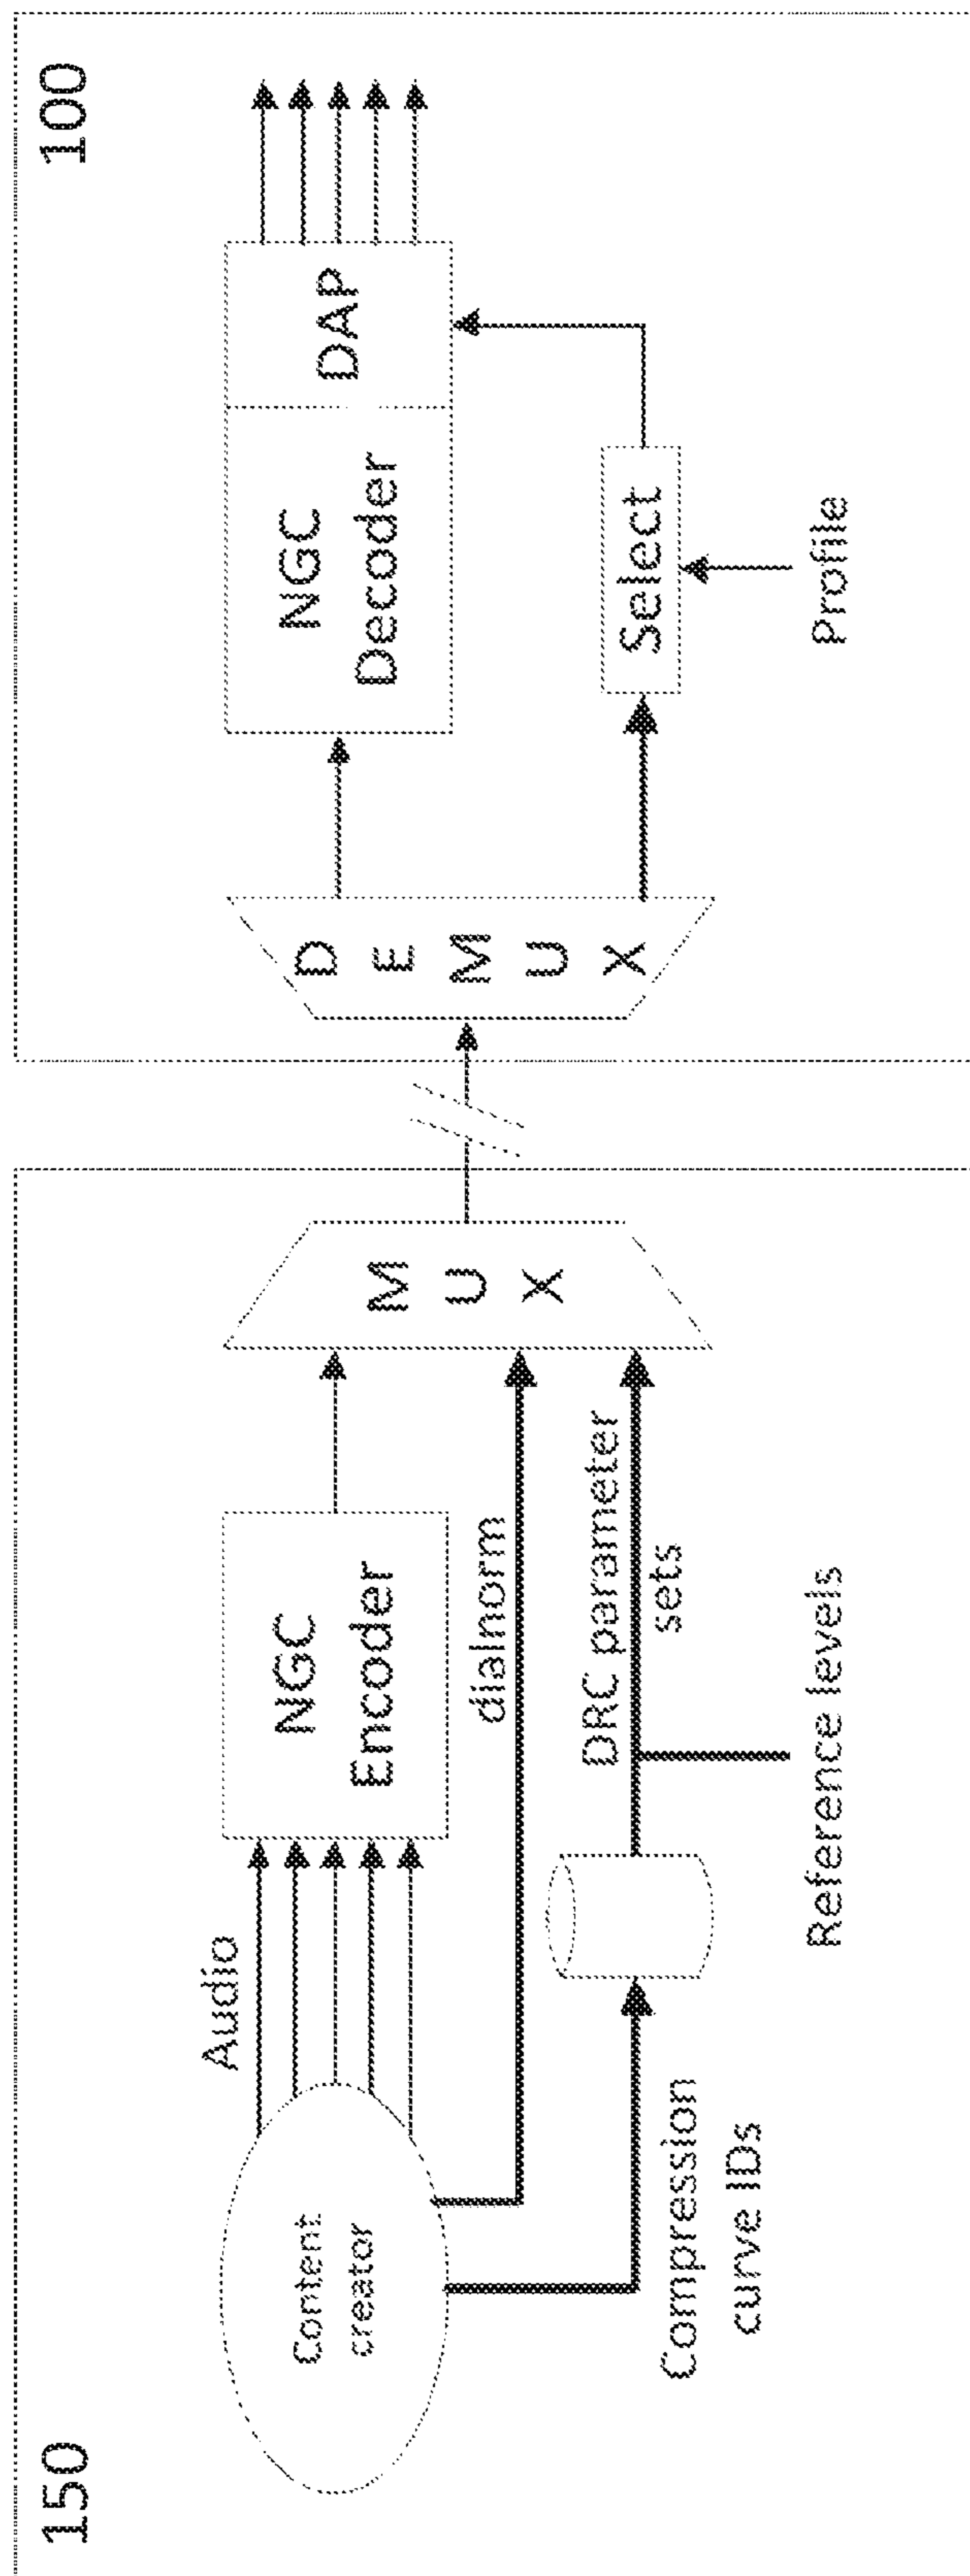 150
Content
creator
Audio
NGC
Encoder
dialnorm
DRC parameter
sets
Compression
curve IDs
Reference levels
M
U
X
100
D
E
M
U
X
NGC
Decoder
DAP
Select
Profile